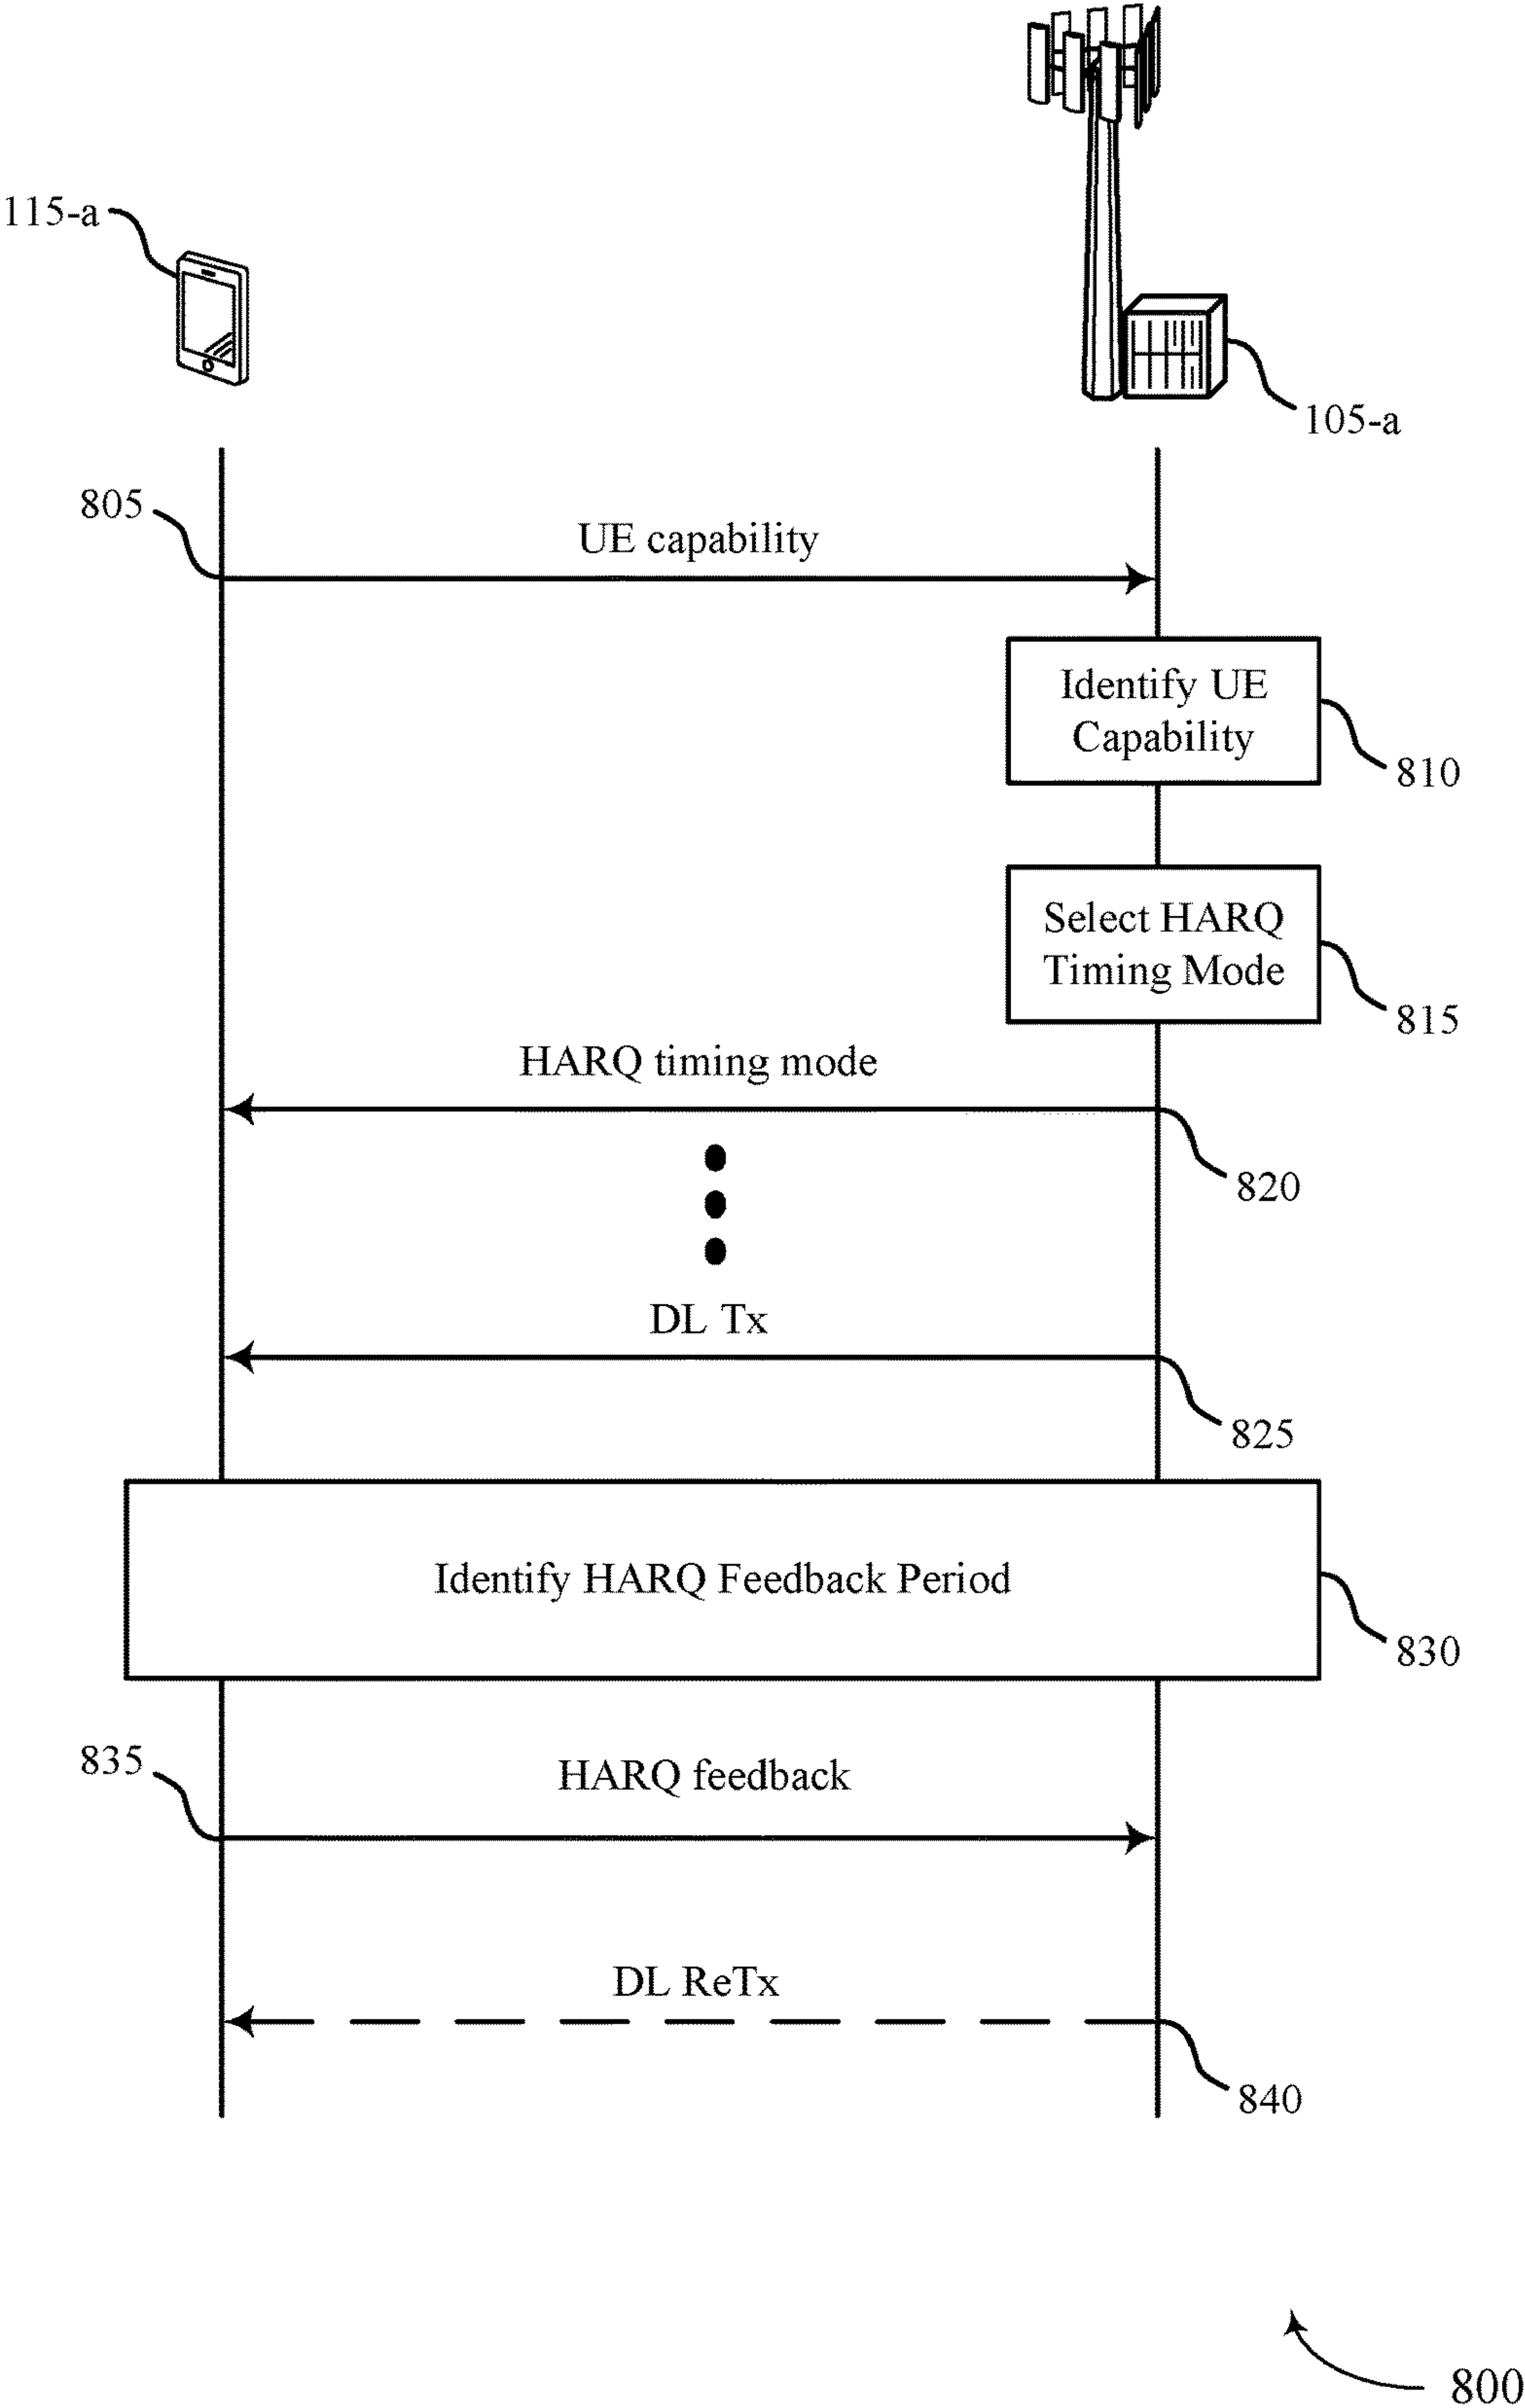 115-a
105-a
805
UE capability
Identify UE
Capability
810
Select HARQ
Timing Mode
815
HARQ timing mode
820
DL Tx
825
Identify HARQ Feedback Period
830
835
HARQ feedback
DL ReTx
840
800